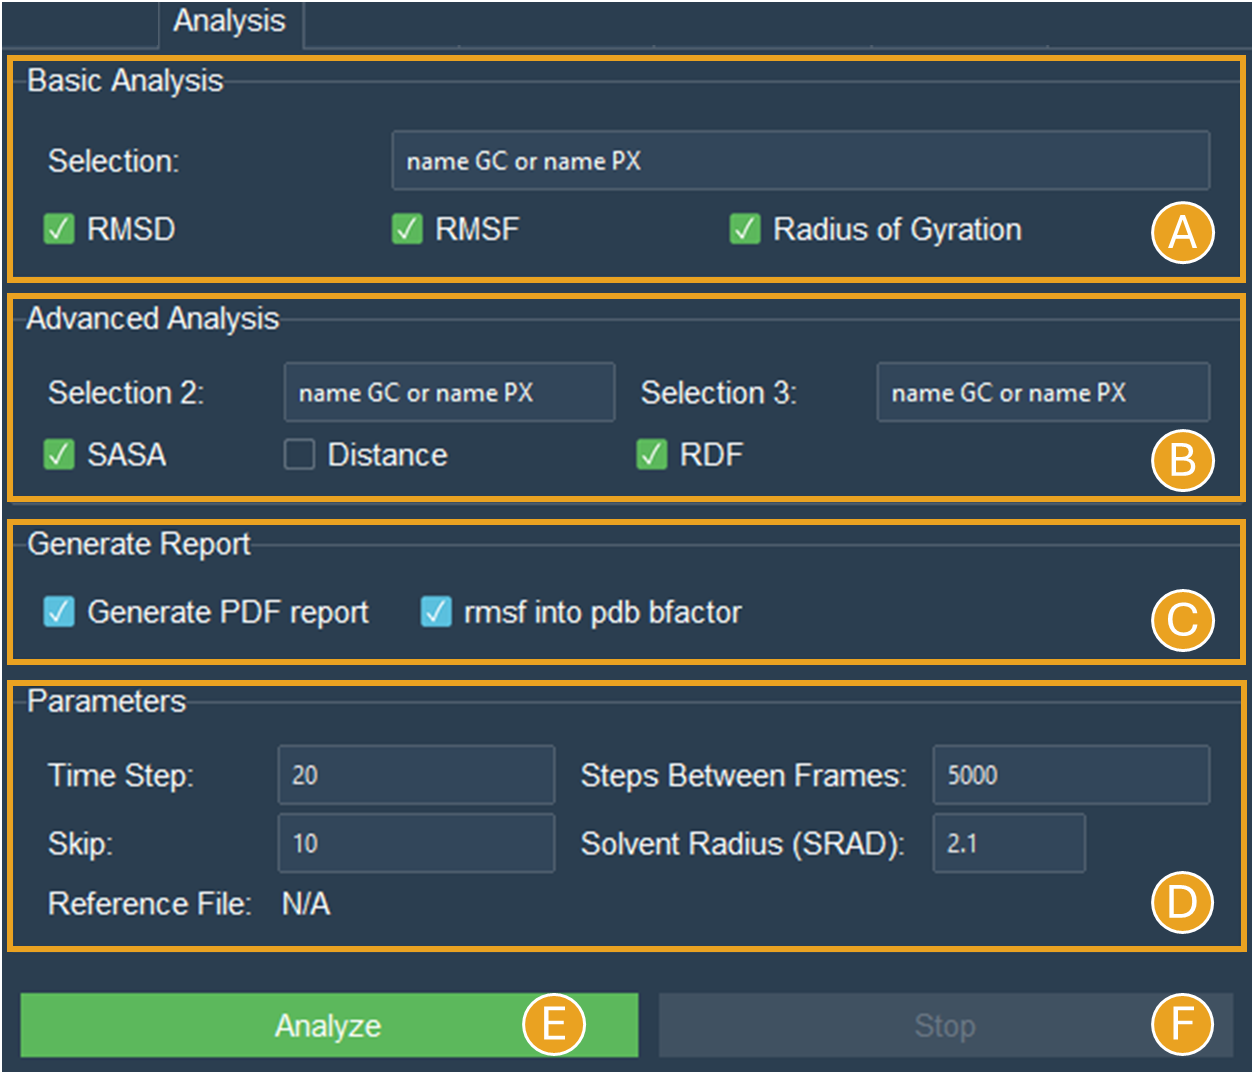 Analysis
Basic Analysis
Selection: name GC or name PX
RMSD RMSF Radius of Gyration A
Advanced Analysis
Selection 2: name GC or name PX Selection 3: name GC or name PX
SASA Distance RDF B
Generate Report
Generate PDF report rmsf into pdb bfactor C
Parameters
Time Step: 20 Steps Between Frames: 5000
Skip: 10 Solvent Radius (SRAD): 2.1
Reference File: N/A D
Analyze E Stop F